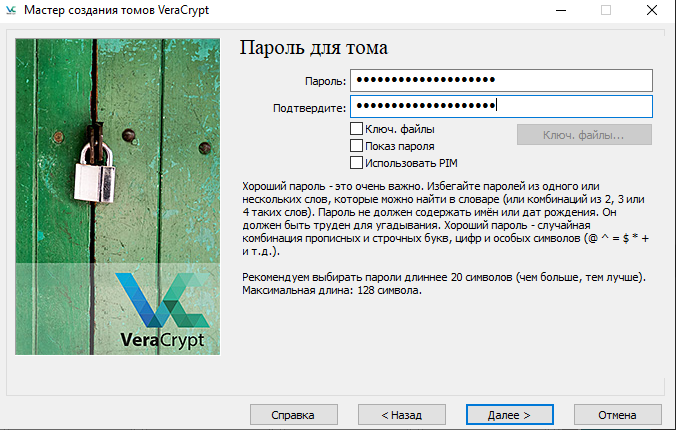 Мастер создания томов VeraCrypt
Пароль для тома
Пароль: ••••••••••••••••••••
Подтвердите: ••••••••••••••••••••
Ключ. файлы
Ключ. файлы...
Показ пароля
Использовать PIM
Хороший пароль - это очень важно. Избегайте паролей из одного или
нескольких слов, которые можно найти в словаре (или комбинаций из 2, 3 или
4 таких слов). Пароль не должен содержать имён или дат рождения. Он
должен быть труден для угадывания. Хороший пароль - случайная
комбинация прописных и строчных букв, цифр и особых символов (@ ^ = $ * +
и т.д.).
Рекомендуем выбирать пароли длиннее 20 символов (чем больше, тем лучше).
Максимальная длина: 128 символа.
VeraCrypt
Справка
< Назад
Далее >
Отмена